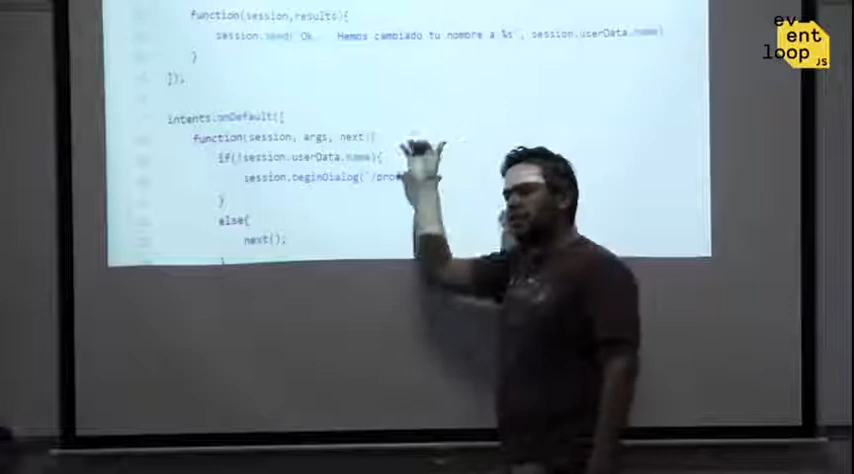 function(session,results){
session.send('Ok... Hemos cambiado tu nombre a %s', session.userData.name)
}
]);
intents.onDefault([
function(session, args, next){
if(!session.userData.name){
session.beginDialog('/pro
}
else{
next();
}
ev
ent
loop
JS